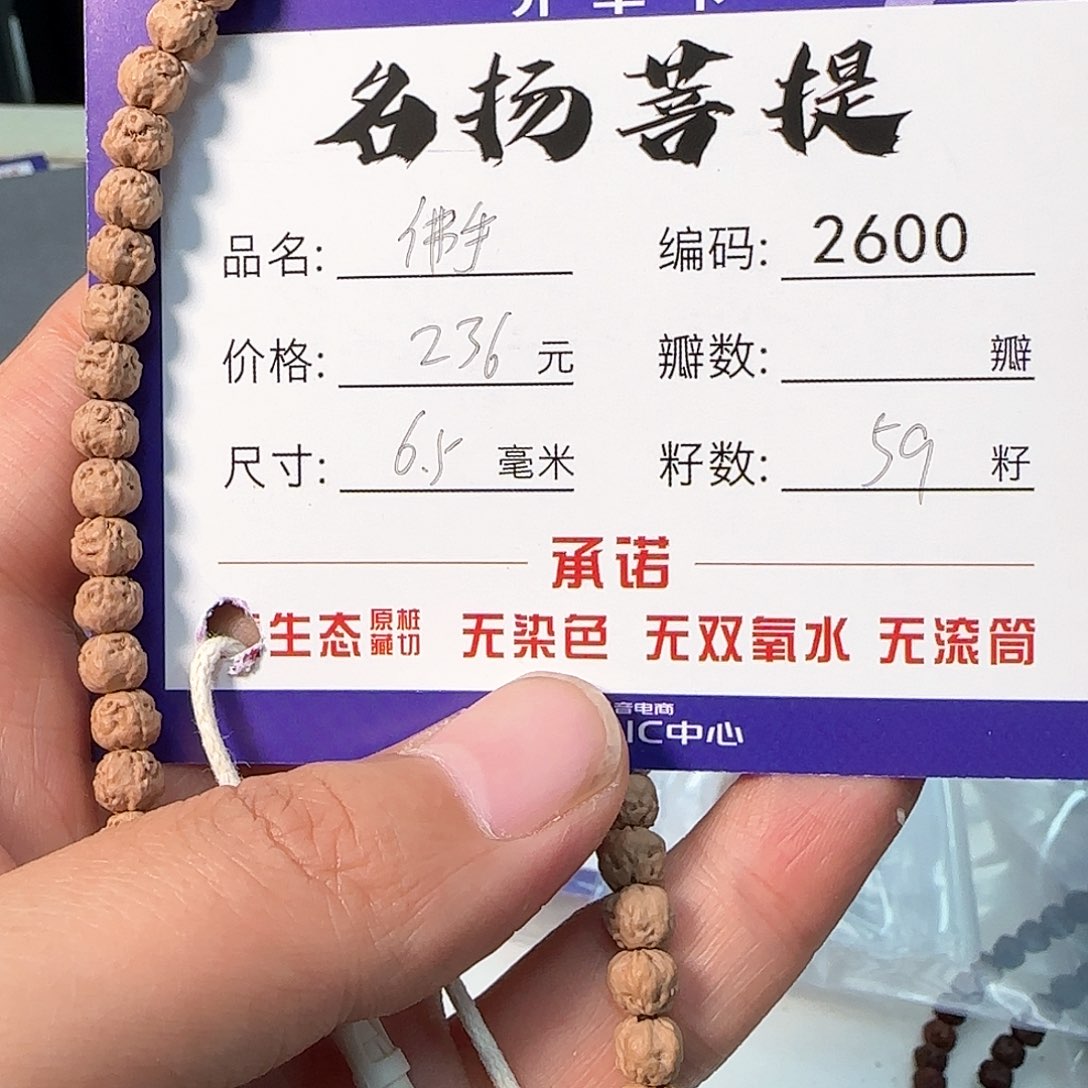 名扬菩提
品名: 佛手 编码: 2600
价格: 236 元 瓣数: 瓣
尺寸: 6.5 毫米 籽数: 59 籽
承诺
生态 原桩藏切 无染色 无双氧水 无滚筒
音电商
IC中心